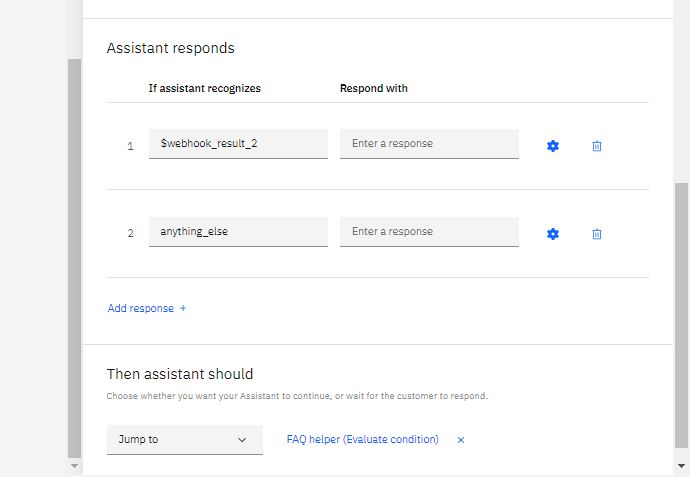 Assistant responds
If assistant recognizes Respond with
1 $webhook_result_2 Enter a response
2 anything_else Enter a response
Add response +
Then assistant should
Choose whether you want your Assistant to continue, or wait for the customer to respond.
Jump to FAQ helper (Evaluate condition) ×